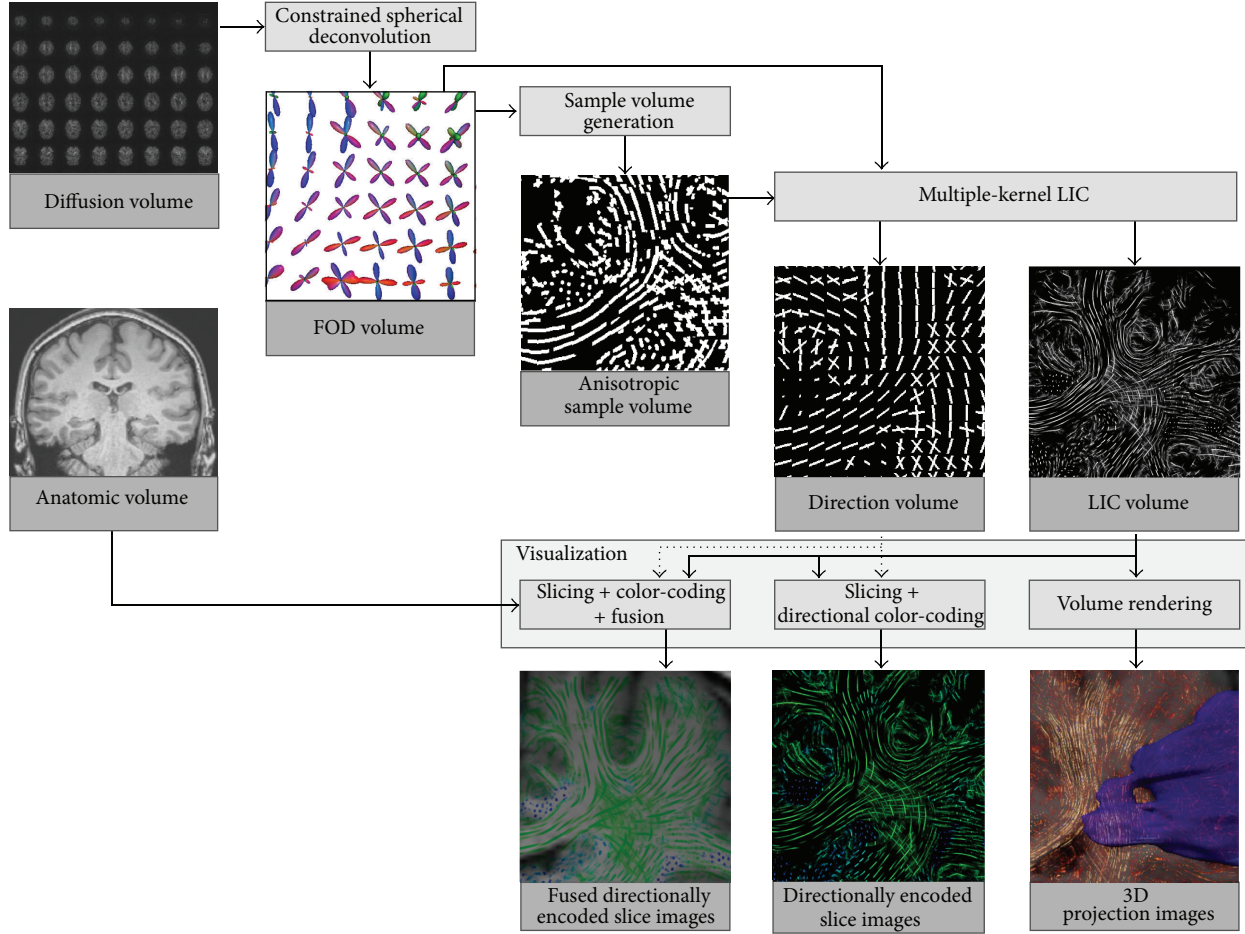 Constrained spherical
deconvolution
Diffusion volume
Sample volume
generation
FOD volume
Multiple-kernel LIC
Anisotropic
sample volume
Anatomic volume
Direction volume
LIC volume
Visualization
Slicing + color-coding
+ fusion
Slicing +
directional color-coding
Volume rendering
Fused directionally
encoded slice images
Directionally encoded
slice images
3D
projection images